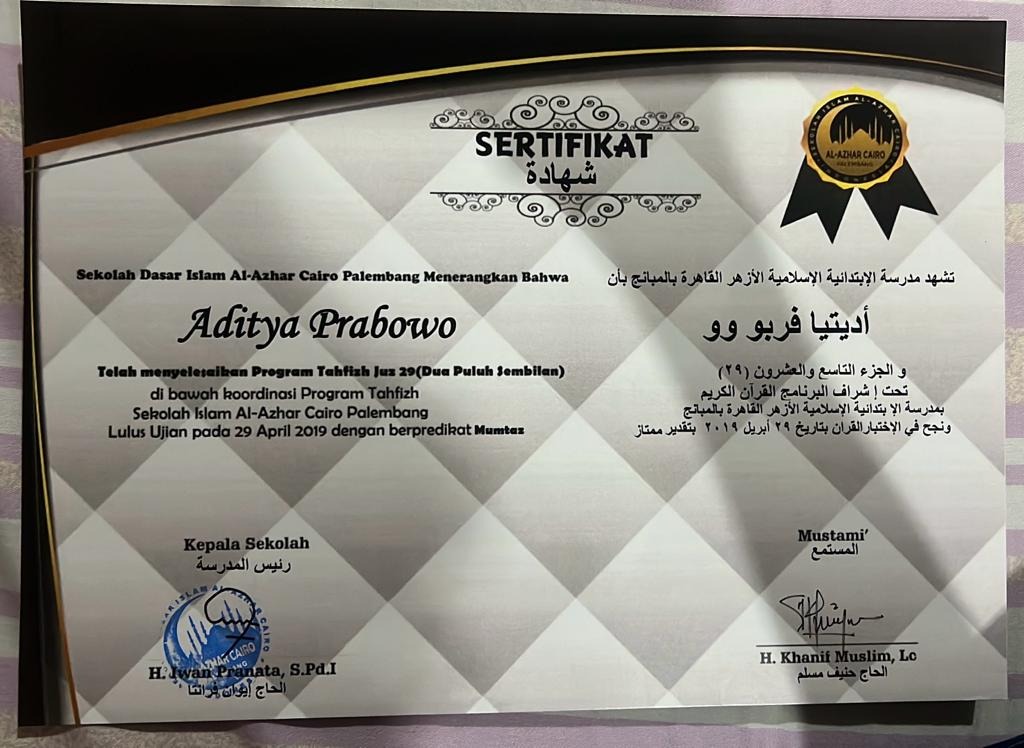 SERTIFIKAT
شهادة
AL-AZHAR CAIRO
PALEMBANG
Sekolah Dasar Islam Al-Azhar Cairo Palembang Menerangkan Bahwa
Aditya Prabowo
Telah menyelesaikan Program Tahfizh Juz 29(Dua Puluh Sembilan)
di bawah koordinasi Program Tahfizh
Sekolah Islam Al-Azhar Cairo Palembang
Lulus Ujian pada 29 April 2019 dengan berpredikat Mumtaz
تشهد مدرسة الإبتدائية الإسلامية الأزهر القاهرة بالمبانج بأن
أديتيا فربو وو
و الجزء التاسع والعشرون (٢٩)
تحت إ شراف البرنامج القرآن الكريم
بمدرسة الإ بتدائية الإسلامية الأزهر القاهرة بالمبانج
ونجح في الإختبارالقرآن بتاريخ ٢٩ أبريل ٢٠١٩ بتقدير ممتاز
Kepala Sekolah
رئيس المدرسة
AZHAR CAIRO
H. Iwan Pranata, S.Pd.I
الحاج إيوان فراناتا
Mustami'
المستمع
H. Khanif Muslim, Lc
الحاج حنيف مسلم